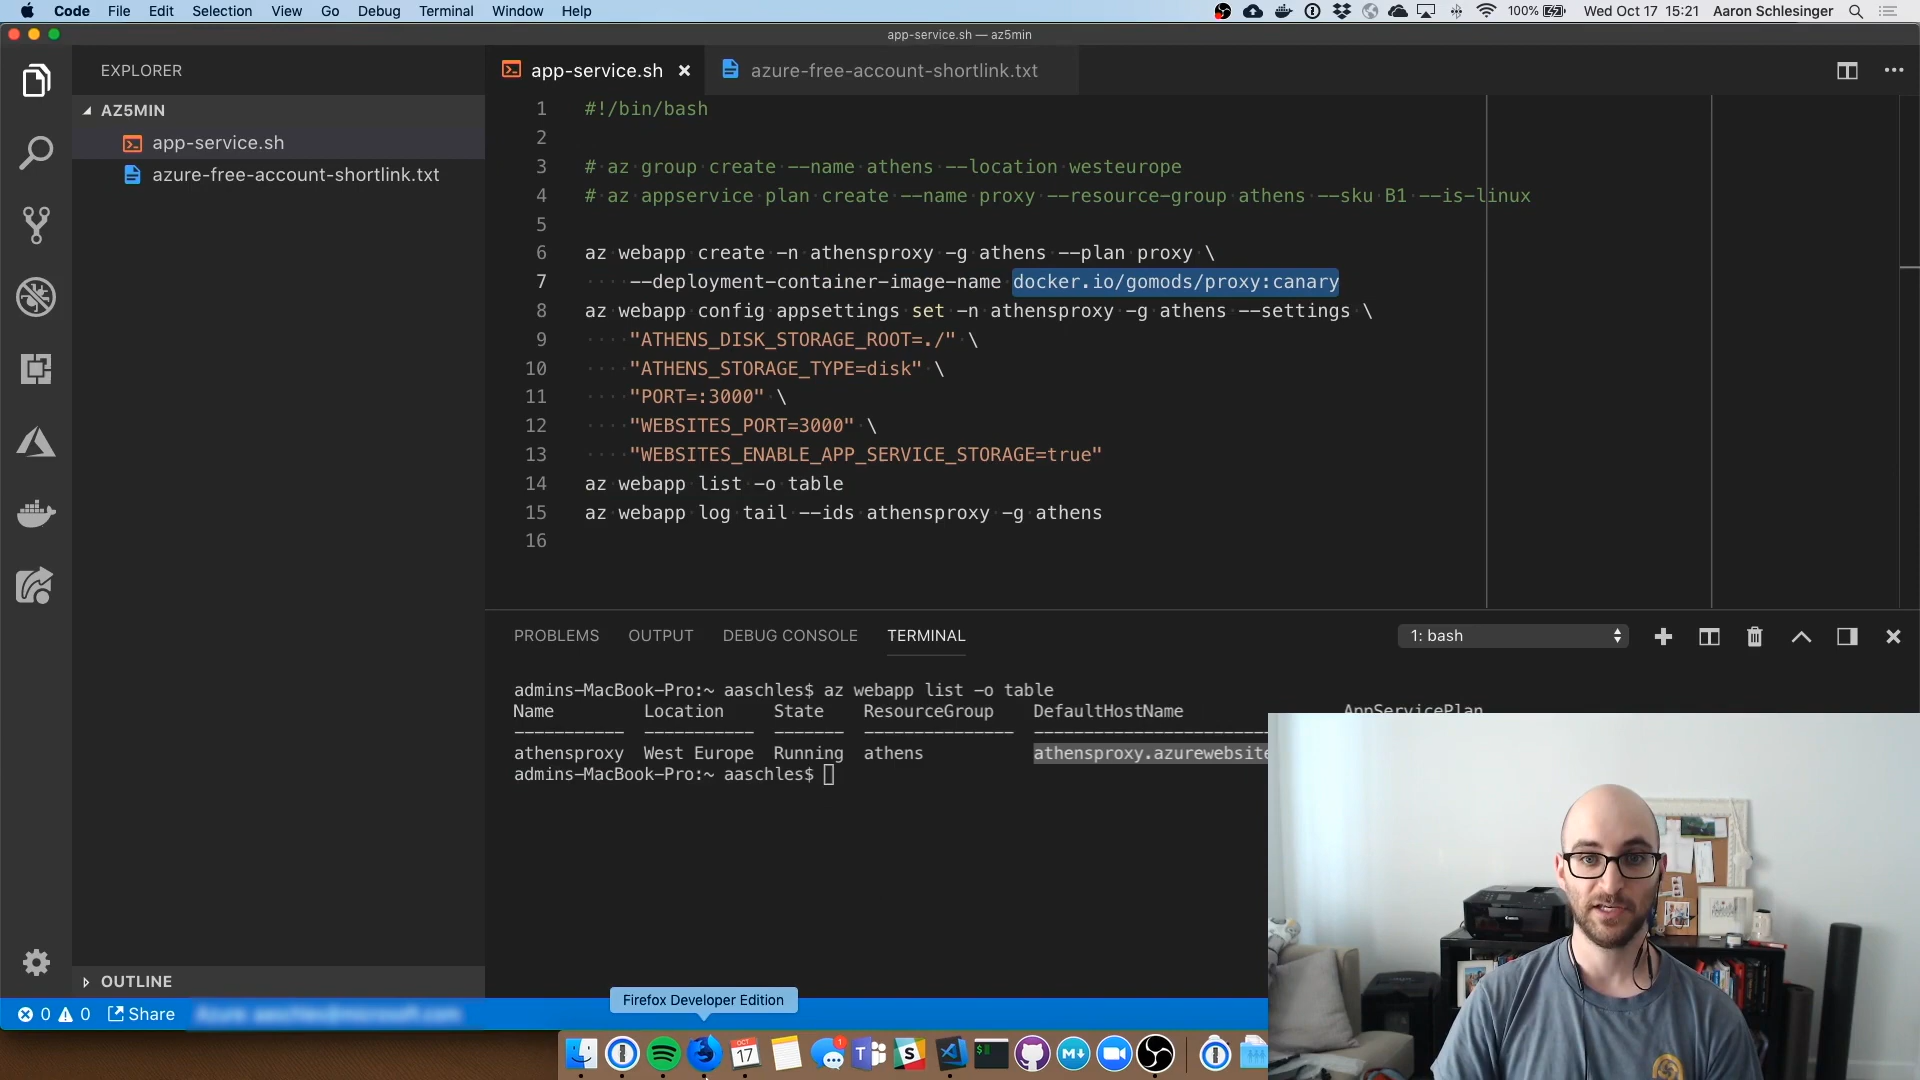 Code File Edit Selection View Go Debug Terminal Window Help
100% Wed Oct 17 15:21 Aaron Schlesinger
app-service.sh — az5min
EXPLORER
app-service.sh
azure-free-account-shortlink.txt
AZ5MIN
app-service.sh
azure-free-account-shortlink.txt
1 #!/bin/bash
2
3 # az group create --name athens --location westeurope
4 # az appservice plan create --name proxy --resource-group athens --sku B1 --is-linux
5
6 az webapp create -n athensproxy -g athens --plan proxy \
7 --deployment-container-image-name docker.io/gomods/proxy:canary
8 az webapp config appsettings set -n athensproxy -g athens --settings \
9 "ATHENS_DISK_STORAGE_ROOT=./" \
10 "ATHENS_STORAGE_TYPE=disk" \
11 "PORT=:3000" \
12 "WEBSITES_PORT=3000" \
13 "WEBSITES_ENABLE_APP_SERVICE_STORAGE=true"
14 az webapp list -o table
15 az webapp log tail --ids athensproxy -g athens
16
PROBLEMS OUTPUT DEBUG CONSOLE TERMINAL
1: bash
admins-MacBook-Pro:~ aaschles$ az webapp list -o table
Name Location State ResourceGroup DefaultHostName AppServicePlan
----------- ----------- ------- --------------- ------------------------
athensproxy West Europe Running athens athensproxy.azurewebsite
admins-MacBook-Pro:~ aaschles$
OUTLINE
Firefox Developer Edition
0 0 Share
OCT
17
1